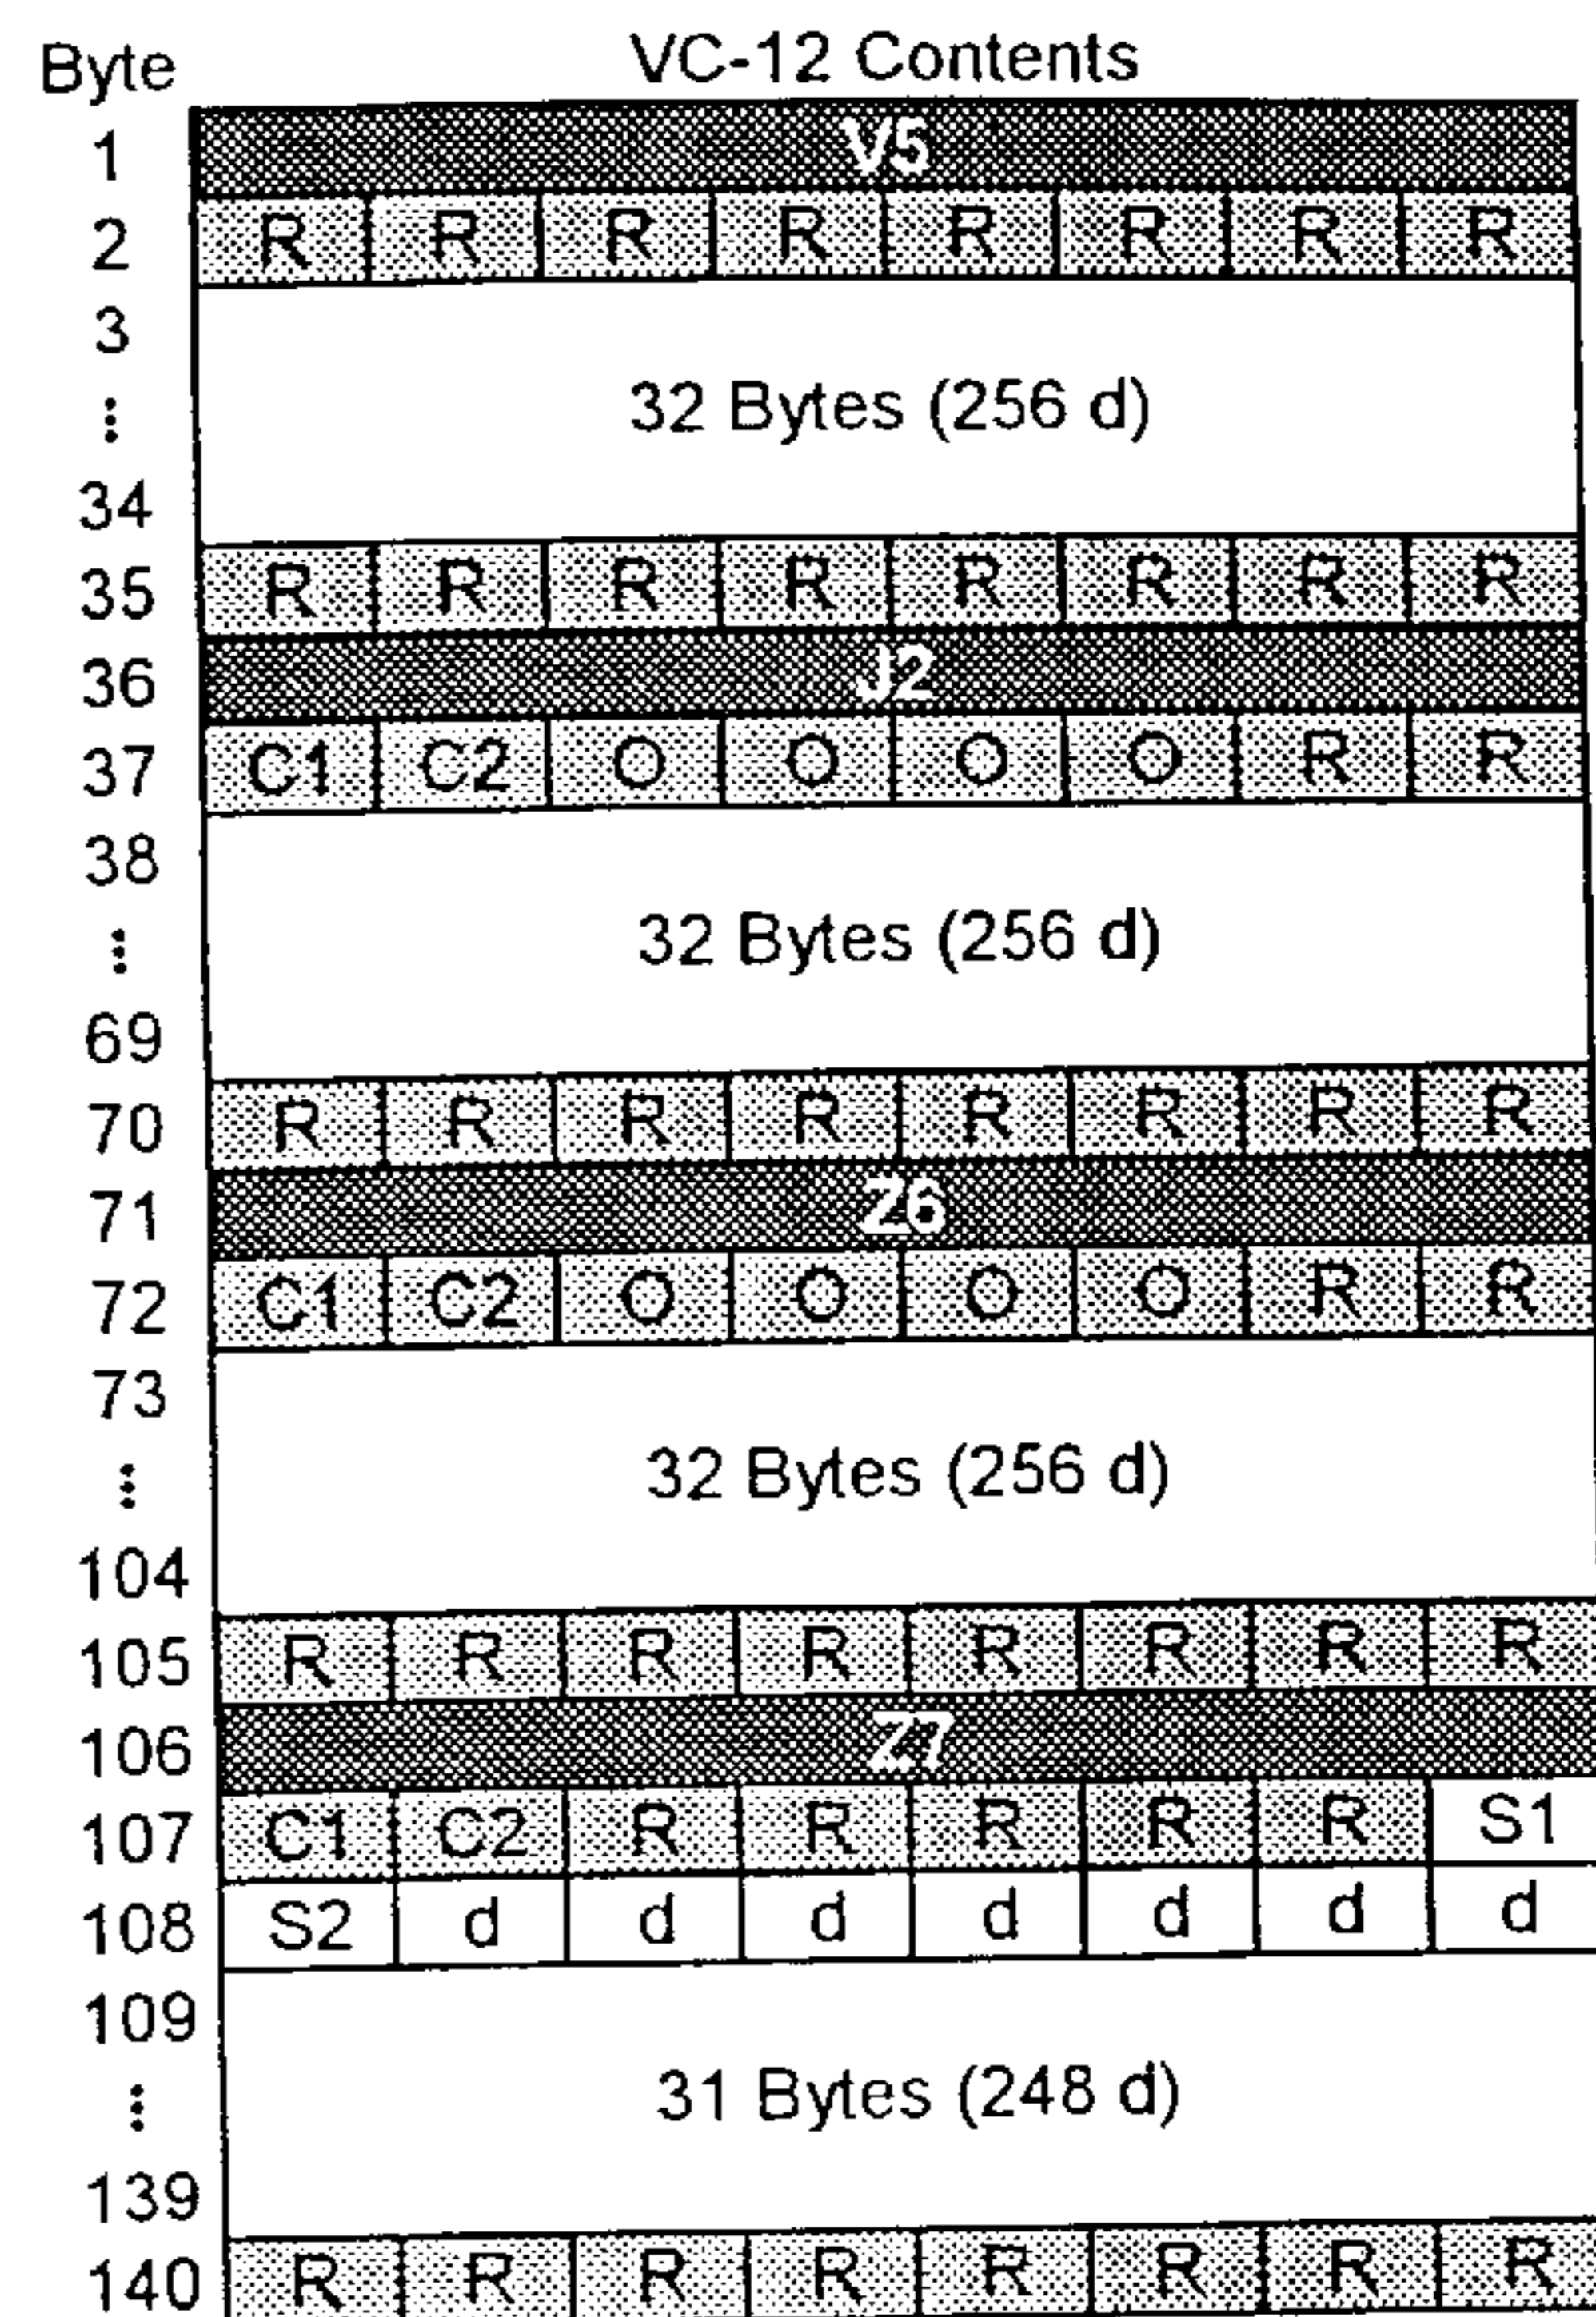 Byte VC-12 Contents
1 V5
2 R R R R R R R R
3
⋮ 32 Bytes (256 d)
34
35 R R R R R R R R
36 J2
37 C1 C2 O O O O R R
38
⋮ 32 Bytes (256 d)
69
70 R R R R R R R R
71 Z6
72 C1 C2 O O O O R R
73
⋮ 32 Bytes (256 d)
104
105 R R R R R R R R
106 Z7
107 C1 C2 R R R R R S1
108 S2 d d d d d d d
109
⋮ 31 Bytes (248 d)
139
140 R R R R R R R R